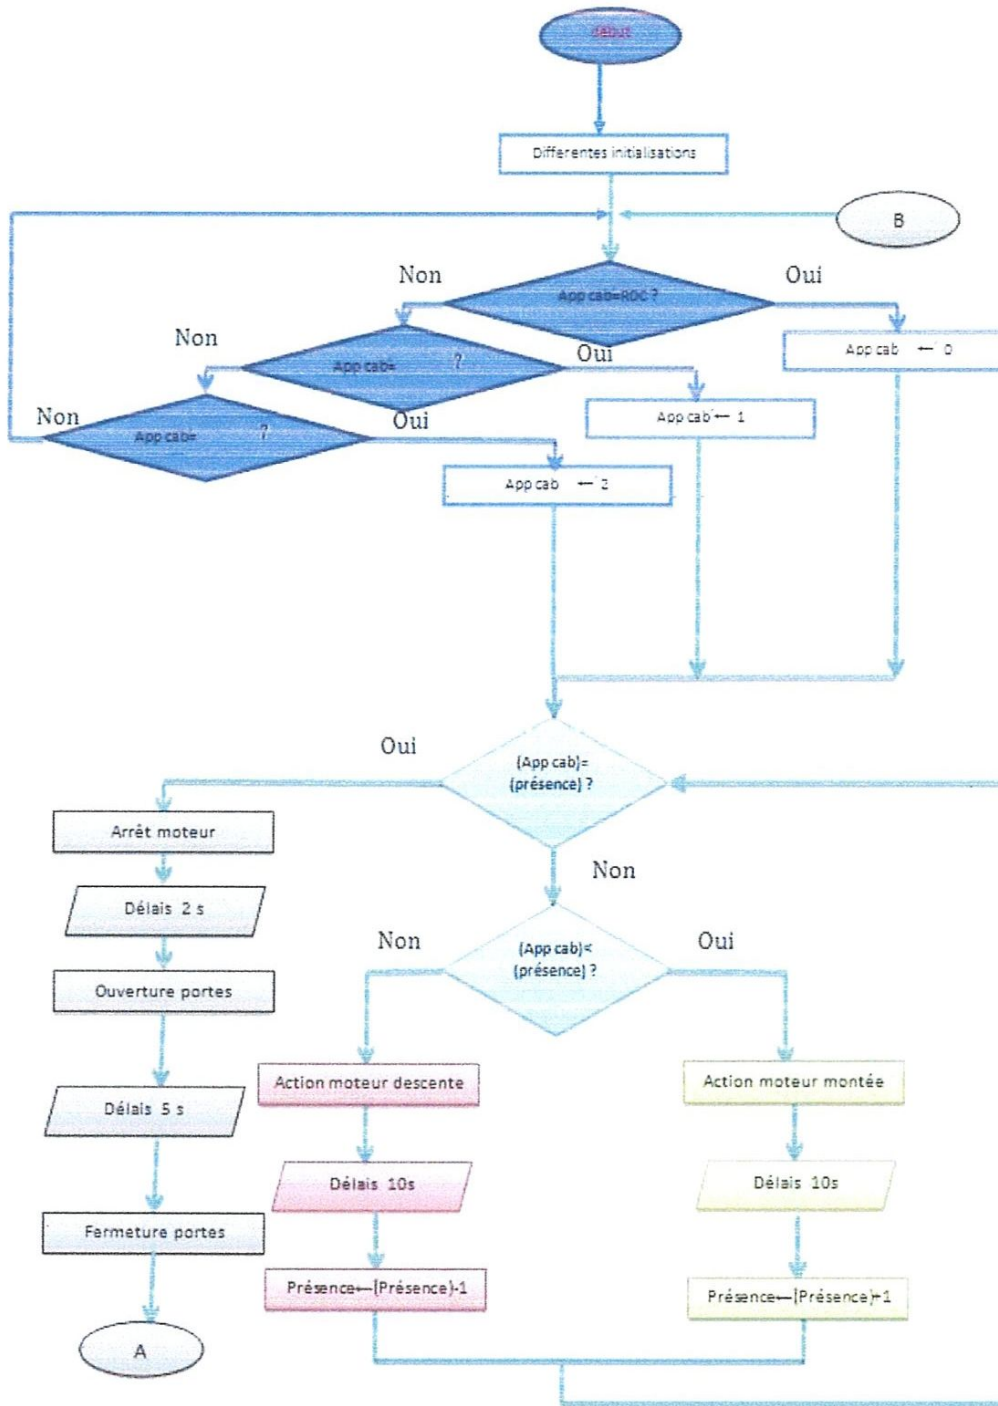 début
Differentes initialisations
B
Non
Oui
App cab=RDC ?
Non
App cab ← 0
App cab= ?
Oui
Non
App cab= ?
Oui
App cab ← 1
App cab ← 2
Oui
(App cab)=
(présence) ?
Arrêt moteur
Non
Délais 2 s
Non
(App cab)<
(présence) ?
Oui
Ouverture portes
Action moteur descente
Action moteur montée
Délais 5 s
Délais 10s
Délais 10s
Fermeture portes
Présence←(Présence)-1
Présence←(Présence)+1
A